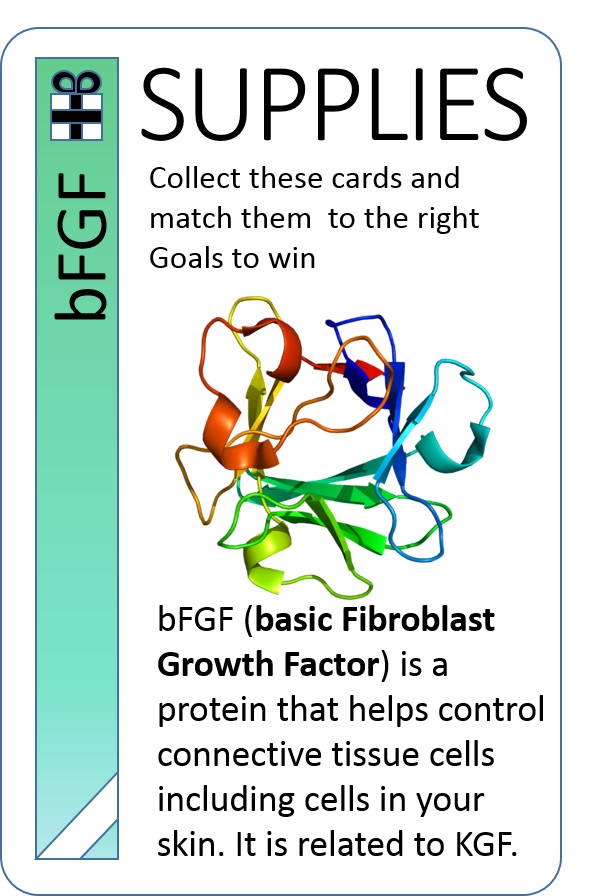 bFGF
SUPPLIES
Collect these cards and
match them  to the right
Goals to win
bFGF (basic Fibroblast
Growth Factor) is a
protein that helps control
connective tissue cells
including cells in your
skin. It is related to KGF.